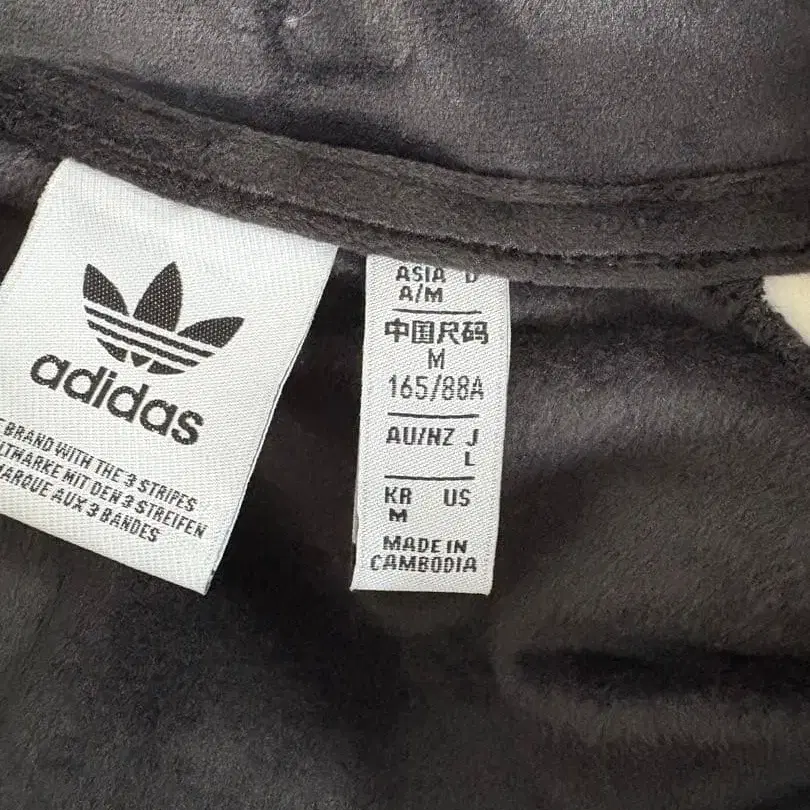 adidas
BRAND WITH THE 3 STRIPES
MARKE MIT DEN 3 STREIFEN
MARQUE AUX 3 BANDES
ASIA D
A/M
中国尺码
M
165/88A
AU/NZ J
L
KR US
M
MADE IN
CAMBODIA